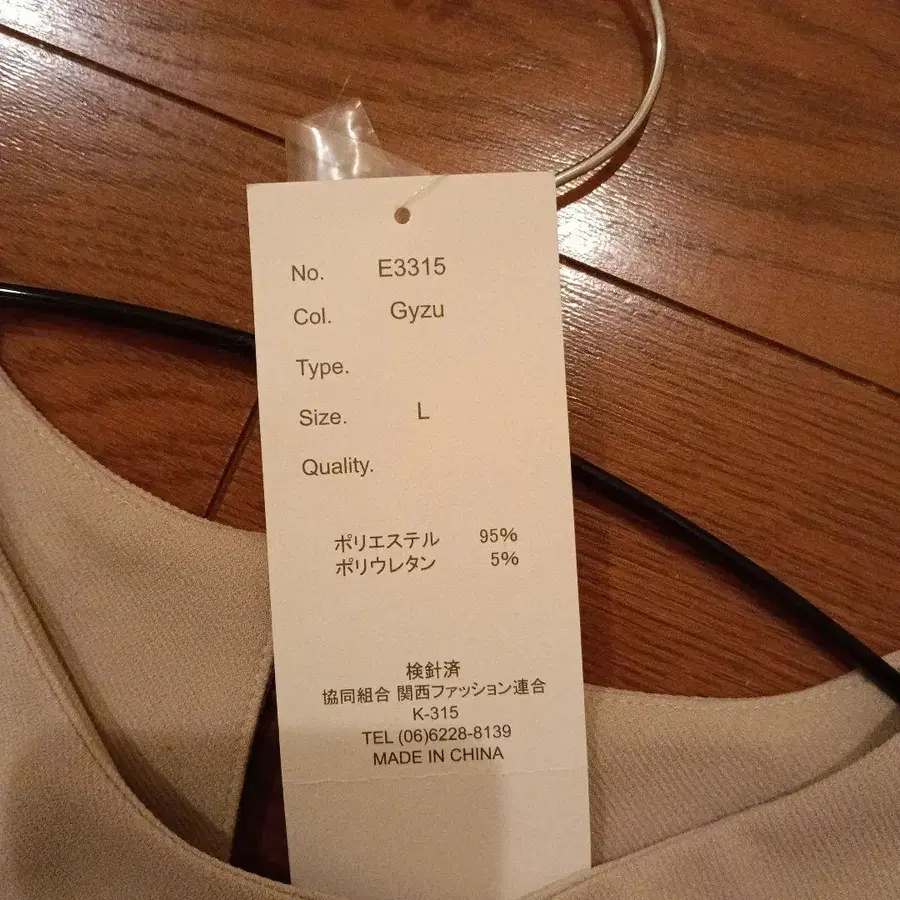 No. E3315
Col. Gyzu
Type.
Size. L
Quality.
ポリエステル 95%
ポリウレタン 5%
検針済
協同組合 関西ファッション連合
K-315
TEL (06)6228-8139
MADE IN CHINA